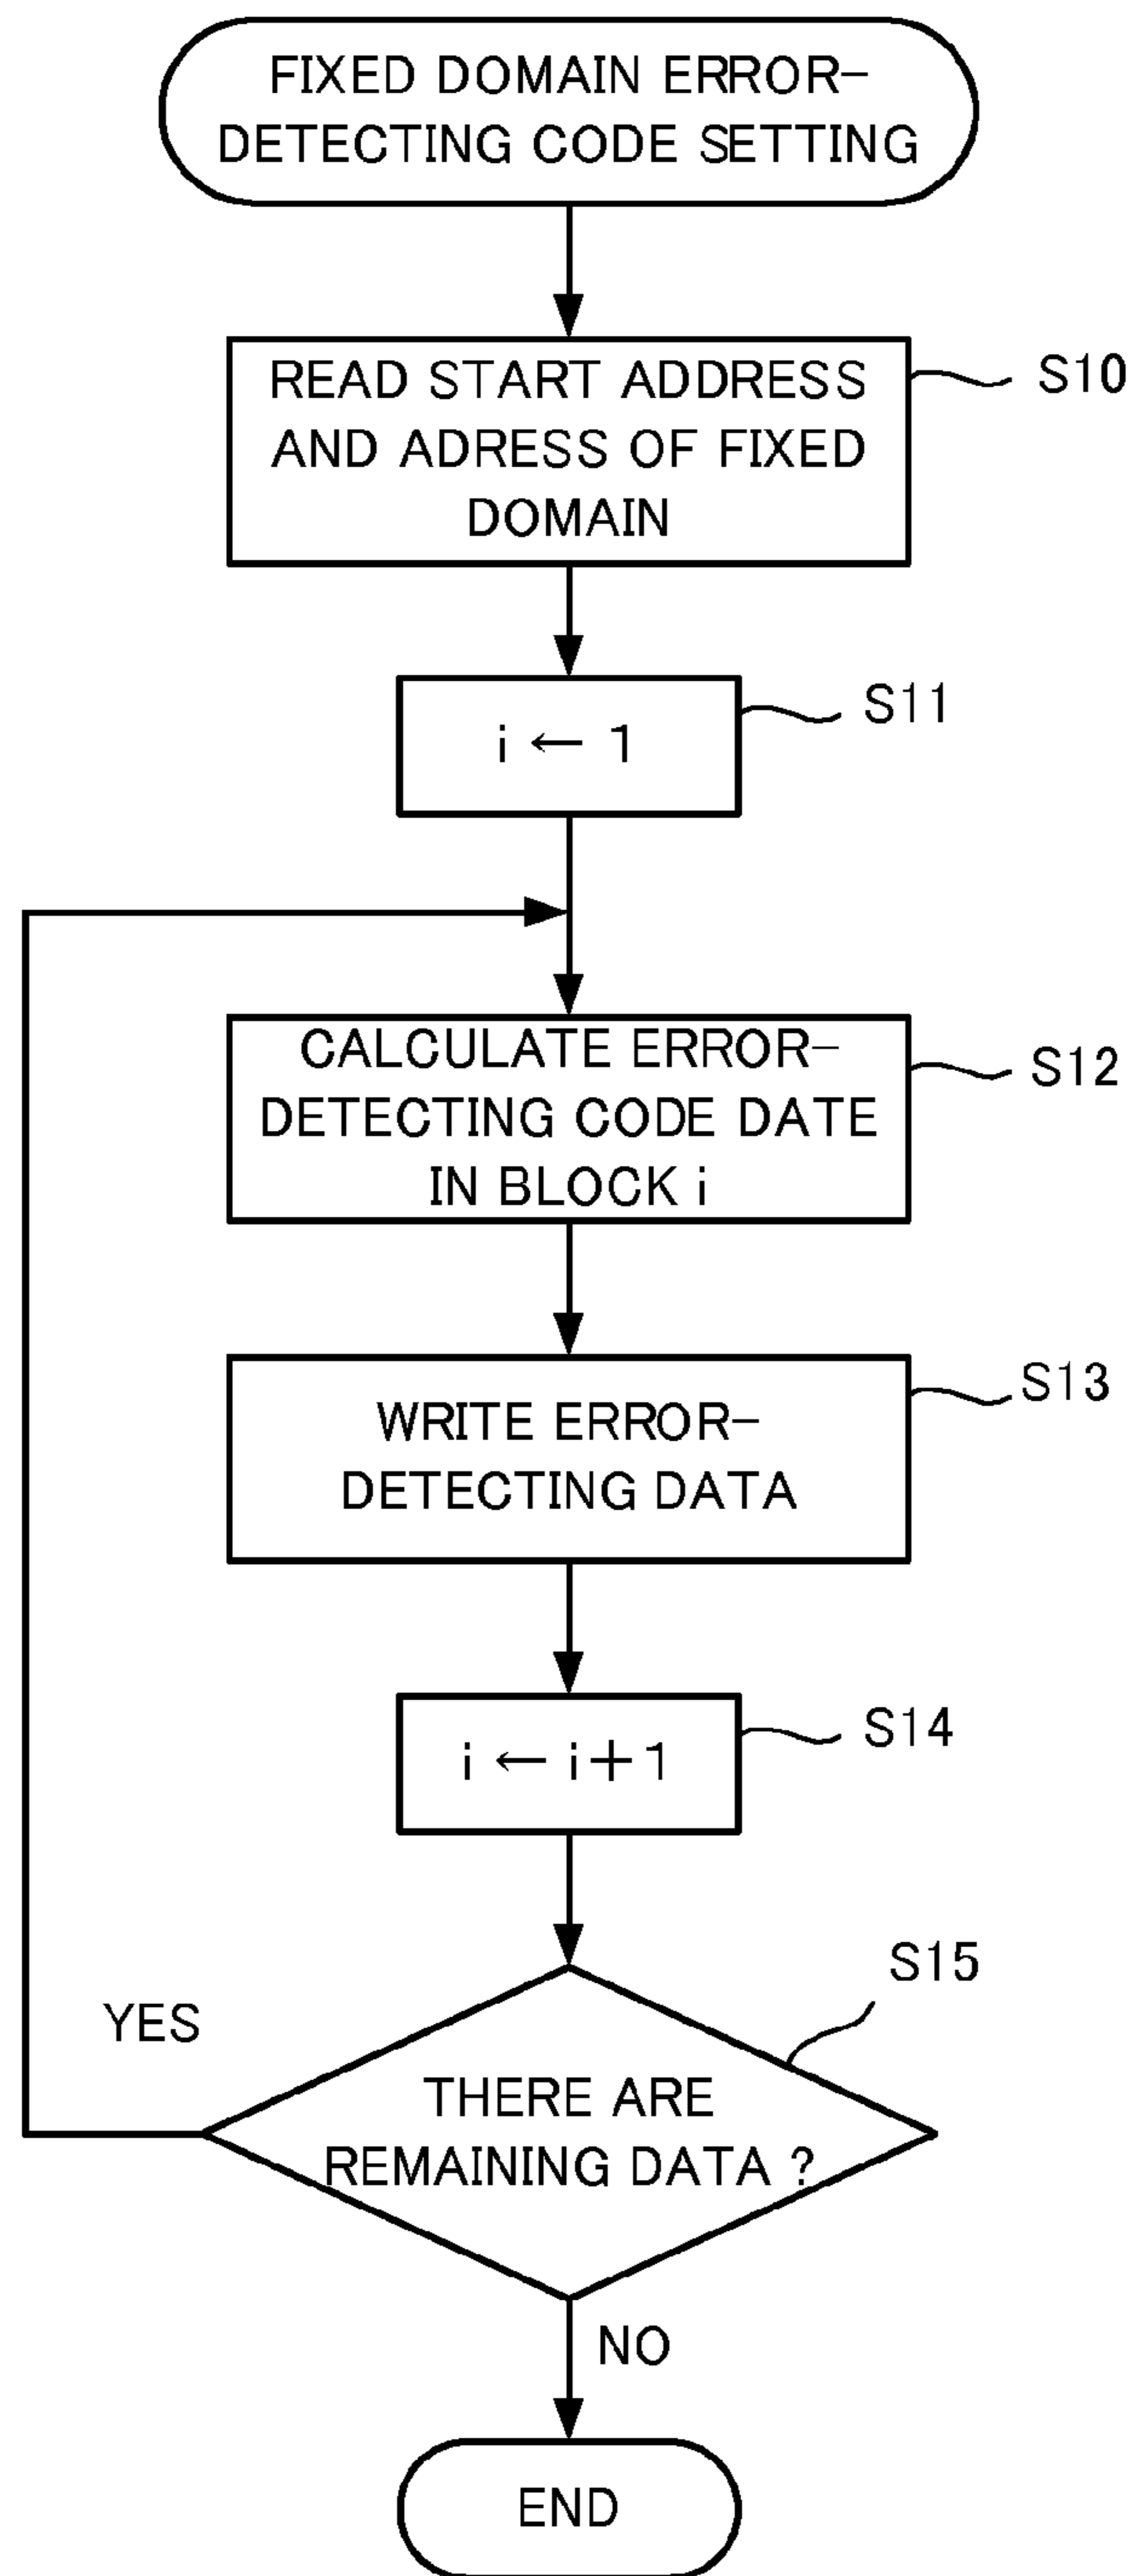 FIXED DOMAIN ERROR-
DETECTING CODE SETTING
READ START ADDRESS
AND ADRESS OF FIXED
DOMAIN
S10
i ← 1
S11
CALCULATE ERROR-
DETECTING CODE DATE
IN BLOCK i
S12
WRITE ERROR-
DETECTING DATA
S13
i ← i+1
S14
S15
YES
THERE ARE
REMAINING DATA ?
NO
END